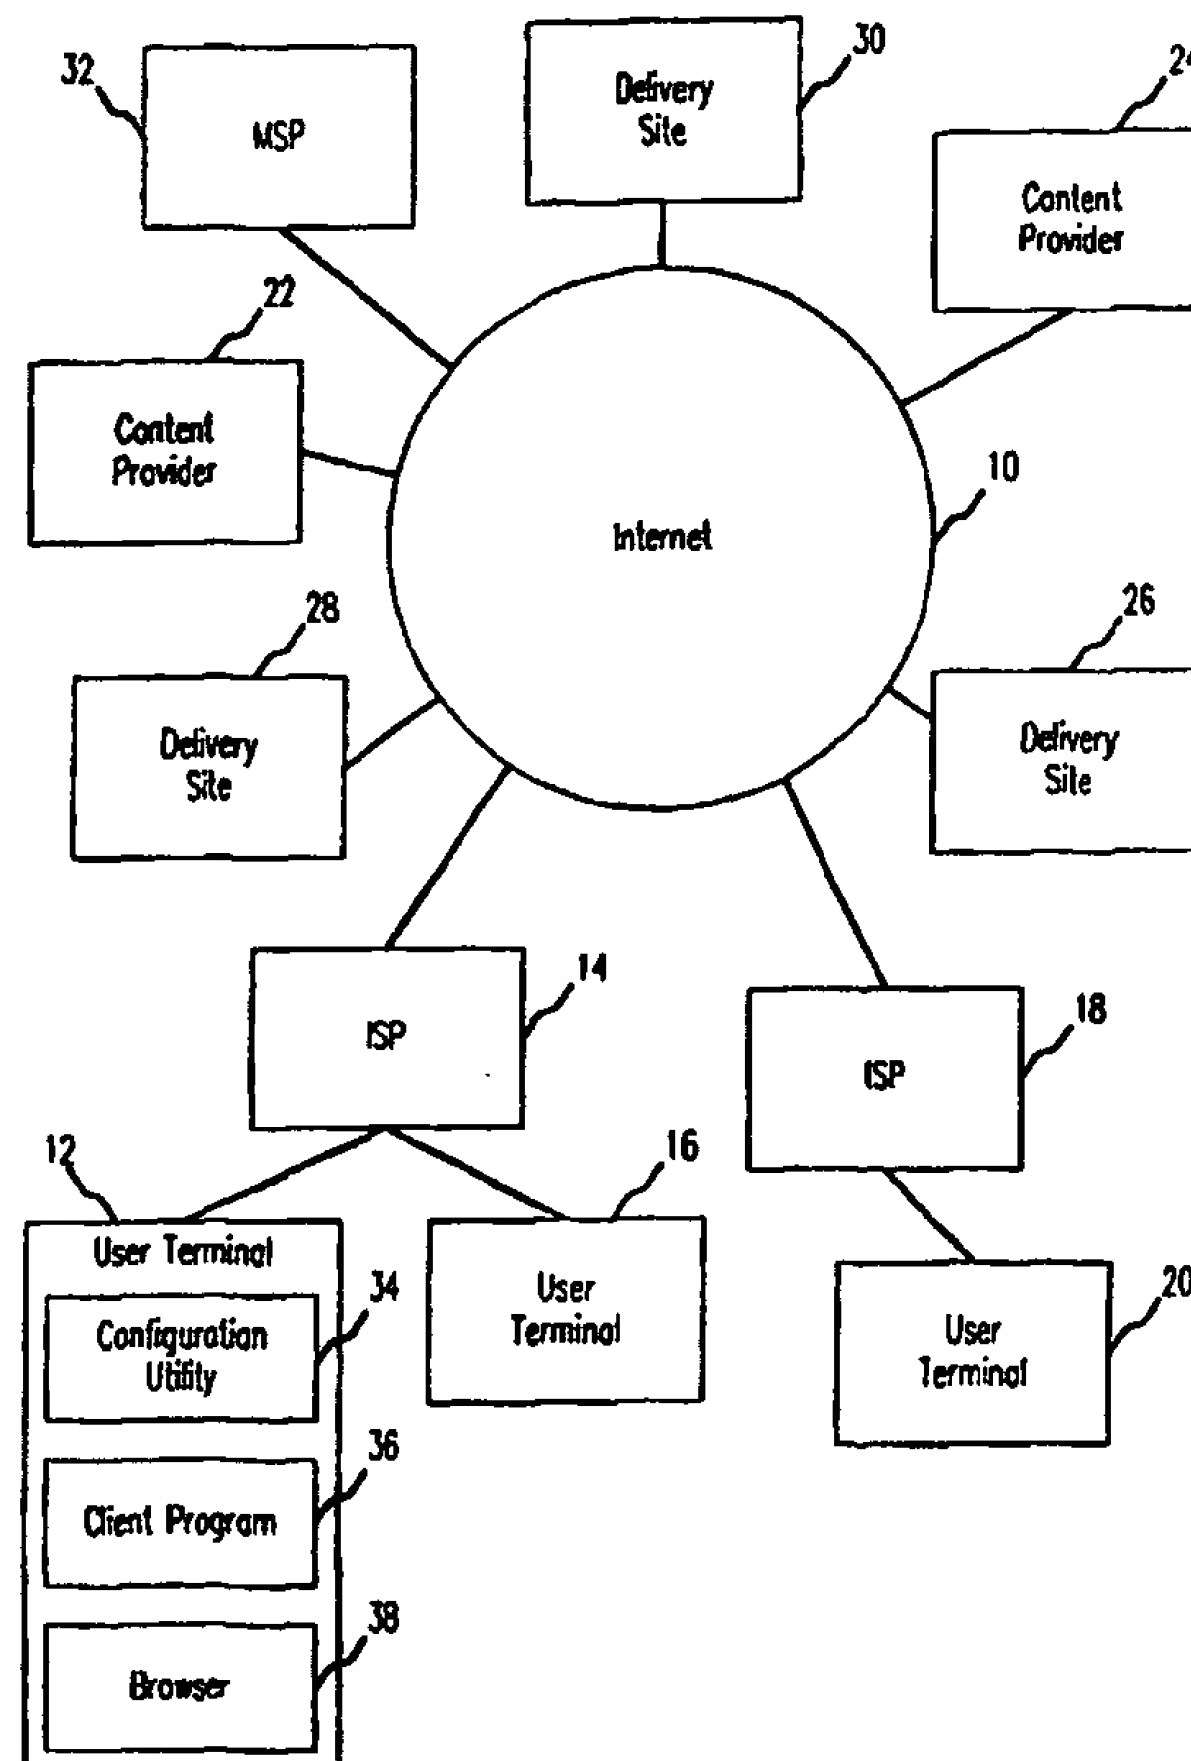 30
32
24
Delivery
Site
MSP
Content
Provider
22
Content
Provider
10
Internet
28
26
Delivery
Site
Delivery
Site
14
18
ISP
ISP
12
16
User Terminal
34
20
Configuration
Utility
User
Terminal
User
Terminal
36
Client Program
38
Browser